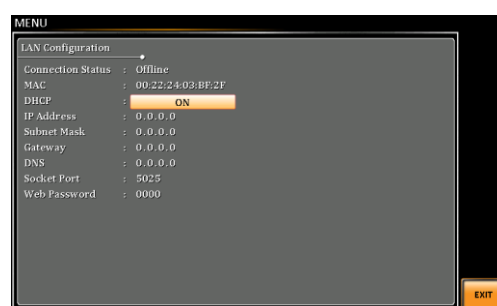 MENU
LAN Configuration
Connection Status : Offline
MAC : 00:22:24:03:BF:2F
DHCP : ON
IP Address : 0.0.0.0
Subnet Mask : 0.0.0.0
Gateway : 0.0.0.0
DNS : 0.0.0.0
Socket Port : 5025
Web Password : 0000
EXIT